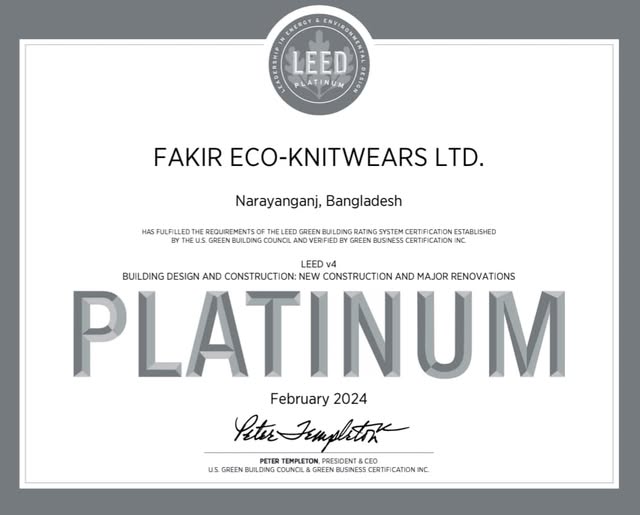 LEADERSHIP IN ENERGY & ENVIRONMENTAL DESIGN
LEED
PLATINUM
FAKIR ECO-KNITWEARS LTD.
Narayanganj, Bangladesh
HAS FULFILLED THE REQUIREMENTS OF THE LEED GREEN BUILDING RATING SYSTEM CERTIFICATION ESTABLISHED
BY THE U.S. GREEN BUILDING COUNCIL AND VERIFIED BY GREEN BUSINESS CERTIFICATION INC.
LEED v4
BUILDING DESIGN AND CONSTRUCTION: NEW CONSTRUCTION AND MAJOR RENOVATIONS
PLATINUM
February 2024
Peter Templeton
PETER TEMPLETON, PRESIDENT & CEO
U.S. GREEN BUILDING COUNCIL & GREEN BUSINESS CERTIFICATION INC.